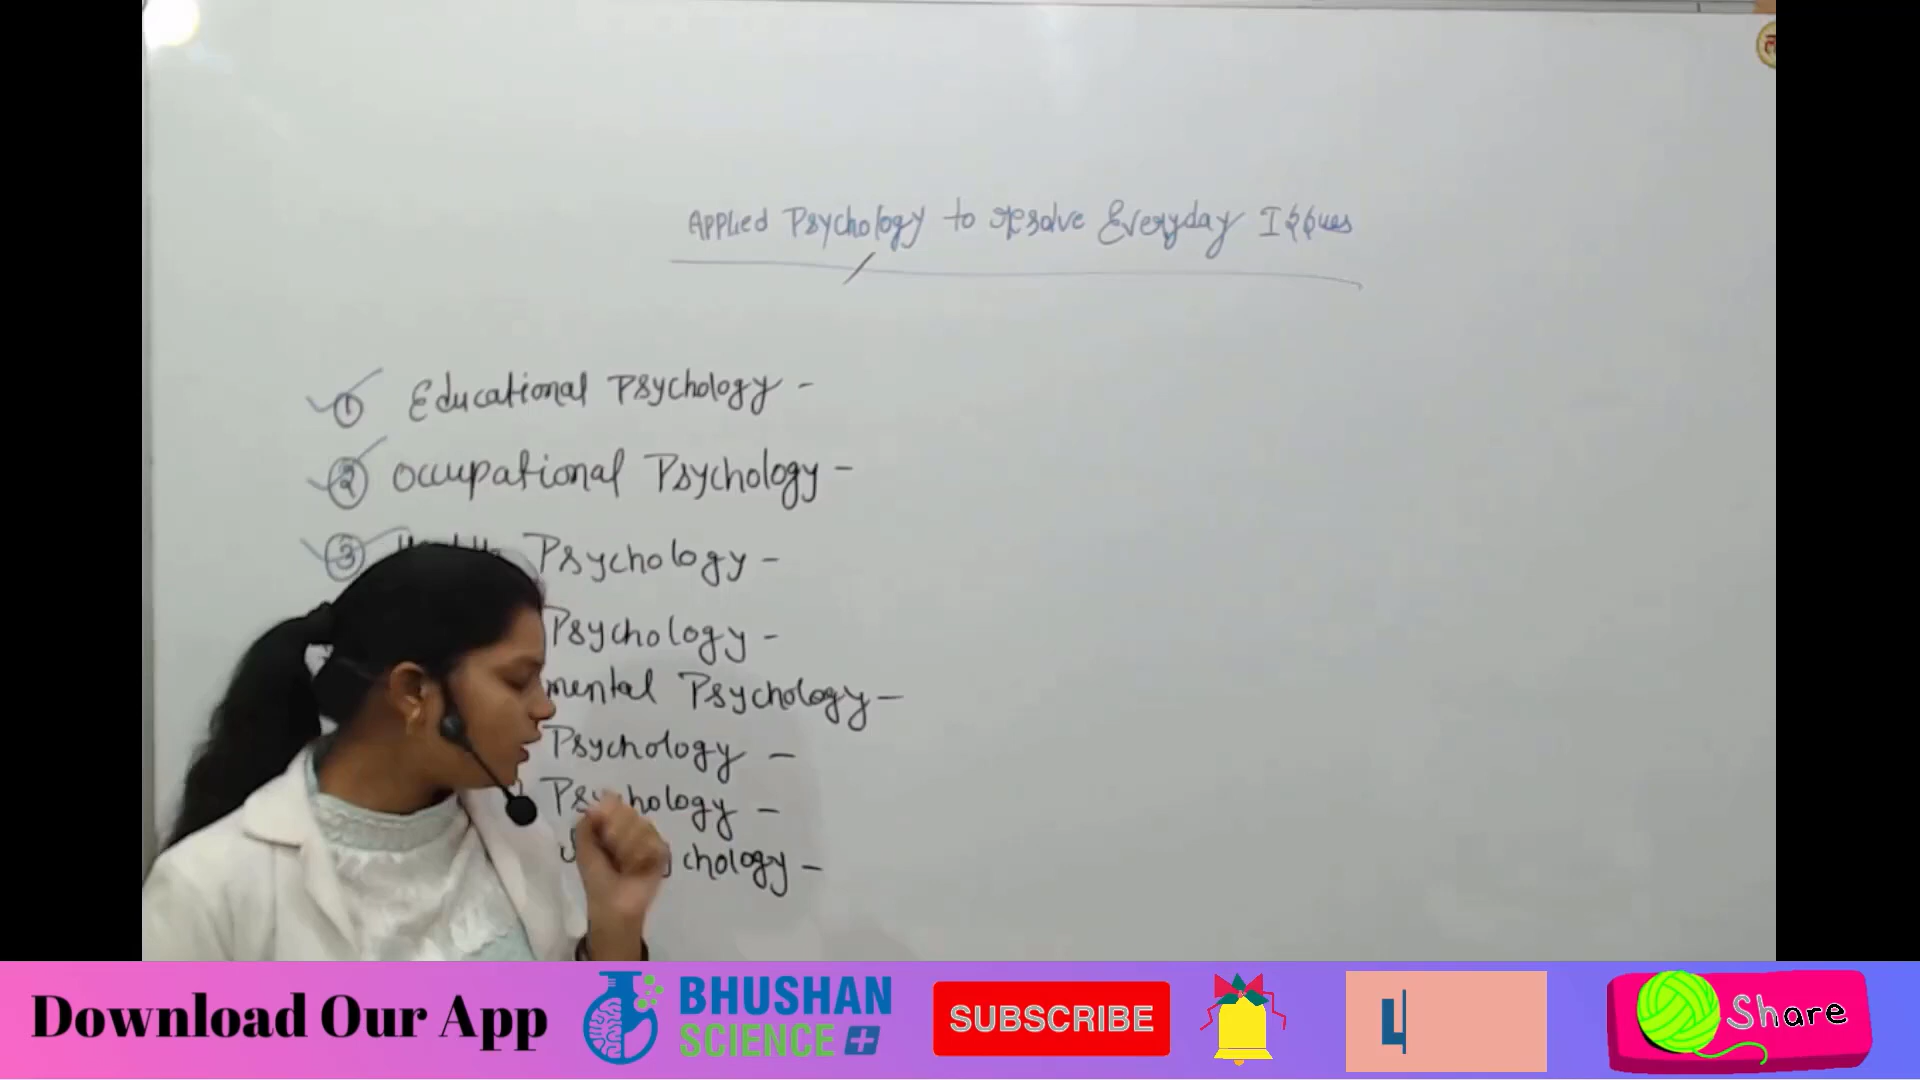 Applied Psychology to resolve Everyday Issues
① Educational Psychology -
② Occupational Psychology -
③ Psychology -
Psychology -
mental Psychology -
Psychology -
Psychology -
chology -
Download Our App
BHUSHAN
SCIENCE +
SUBSCRIBE
Share